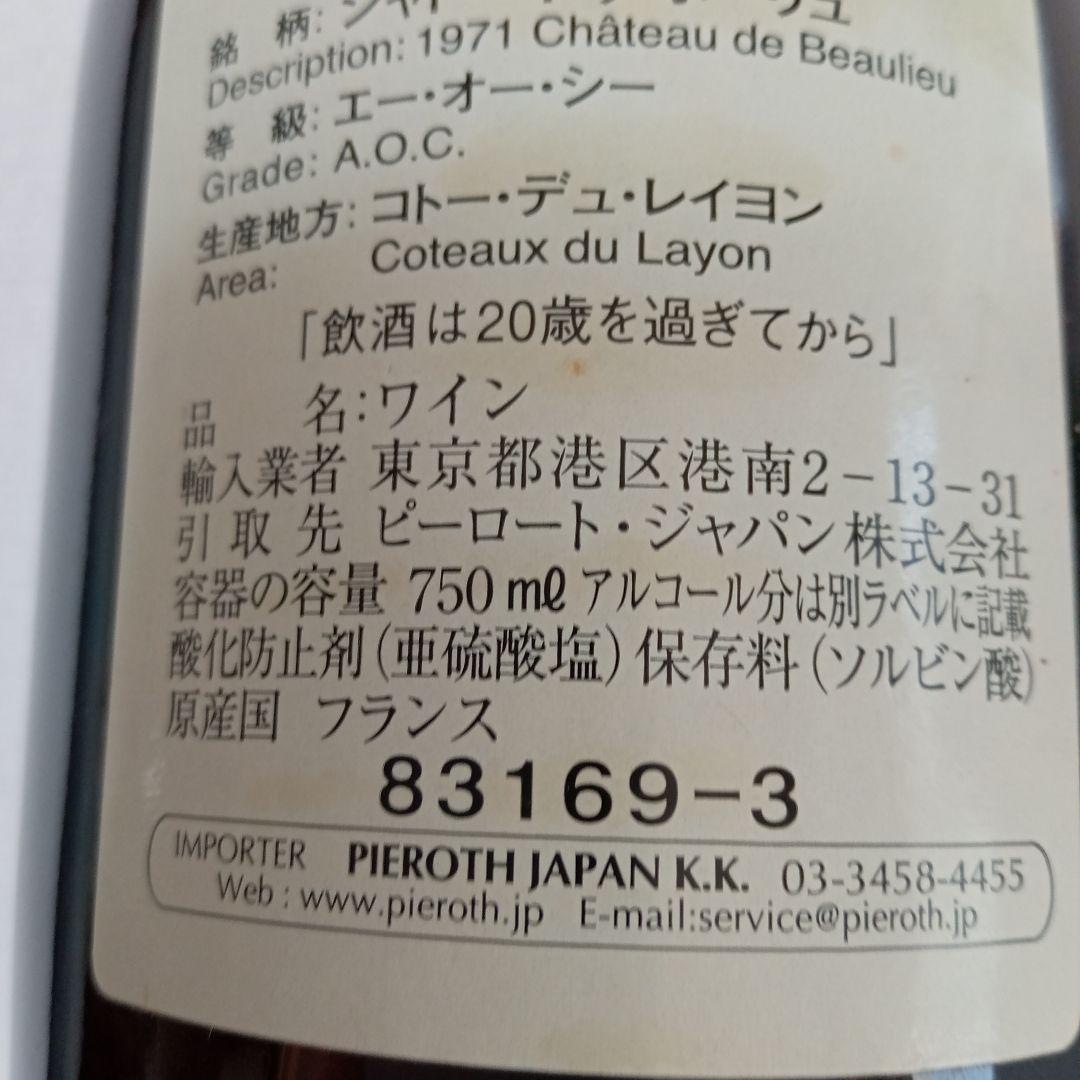 銘 柄:
Description: 1971 Château de Beaulieu
等 級: エー・オー・シー
Grade: A.O.C.
生産地方: コトー・デュ・レイヨン
Area: Coteaux du Layon
「飲酒は20歳を過ぎてから」
品 名:ワイン
輸入業者 東京都港区港南2-13-31
引取先 ピーロート・ジャパン株式会社
容器の容量 750mℓ アルコール分は別ラベルに記載
酸化防止剤(亜硫酸塩)保存料(ソルビン酸)
原産国 フランス
83169-3
IMPORTER PIEROTH JAPAN K.K. 03-3458-4455
Web : www.pieroth.jp E-mail:service@pieroth.jp